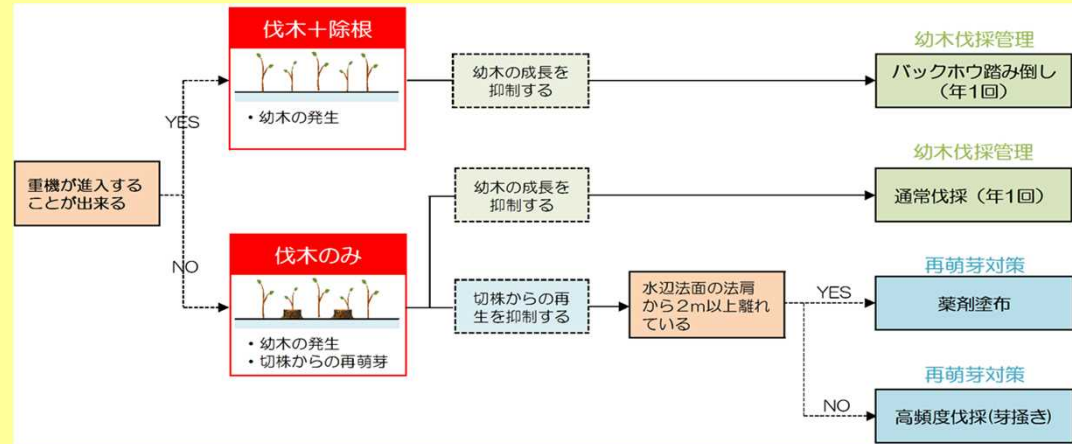 伐木＋除根
・幼木の発生
幼木の成長を
抑制する
幼木伐採管理
バックホウ踏み倒し
（年1回）
YES
重機が進入する
ことが出来る
NO
伐木のみ
・幼木の発生
・切株からの再萌芽
幼木の成長を
抑制する
幼木伐採管理
通常伐採（年1回）
切株からの再
生を抑制する
水辺法面の法肩
から2m以上離れ
ている
YES
再萌芽対策
薬剤塗布
NO
再萌芽対策
高頻度伐採(芽掻き)